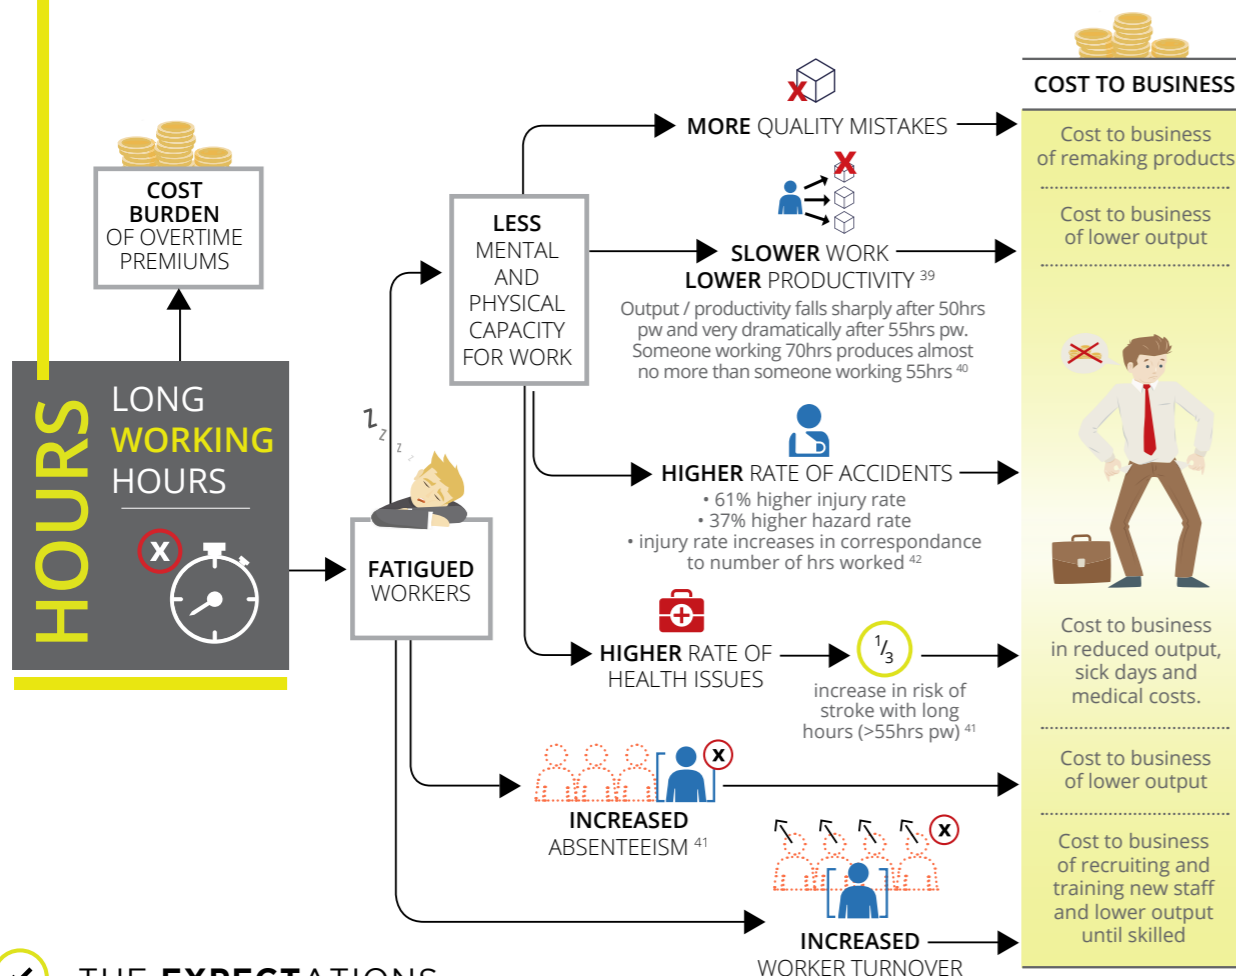 HOURS
LONG
WORKING
HOURS
X
COST
BURDEN
OF OVERTIME
PREMIUMS
Z
Z
Z
Z
FATIGUED
WORKERS
LESS
MENTAL
AND
PHYSICAL
CAPACITY
FOR WORK
X
MORE QUALITY MISTAKES
X
SLOWER WORK
LOWER PRODUCTIVITY 39
Output / productivity falls sharply after 50hrs
pw and very dramatically after 55hrs pw.
Someone working 70hrs produces almost
no more than someone working 55hrs 40
HIGHER RATE OF ACCIDENTS
• 61% higher injury rate
• 37% higher hazard rate
• injury rate increases in correspondance
to number of hrs worked 42
HIGHER RATE OF
HEALTH ISSUES
1/3
increase in risk of
stroke with long
hours (>55hrs pw) 41
X
INCREASED
ABSENTEEISM 41
X
INCREASED
WORKER TURNOVER
COST TO BUSINESS
Cost to business
of remaking products
Cost to business
of lower output
Cost to business
in reduced output,
sick days and
medical costs.
Cost to business
of lower output
Cost to business
of recruiting and
training new staff
and lower output
until skilled
THE EXPECTATIONS